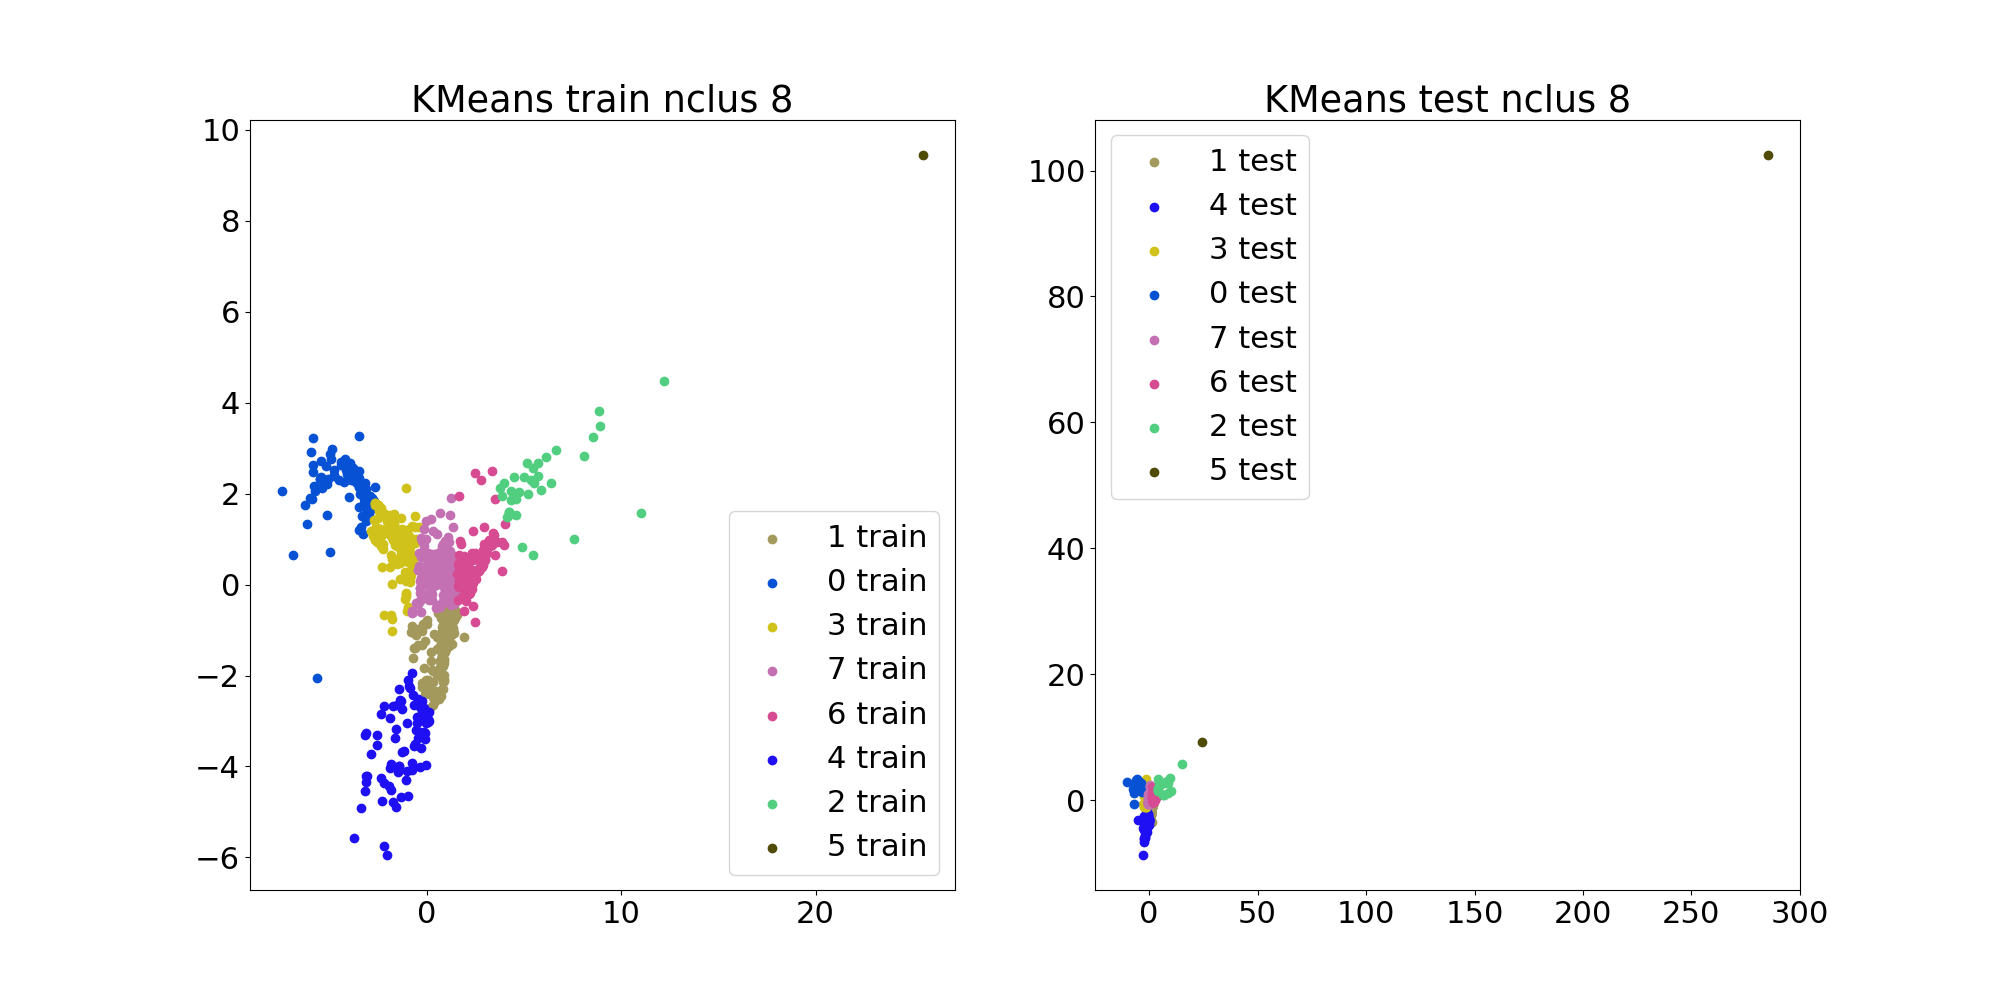 KMeans train nclus 8
10
8
6
4
2
0
−2
−4
−6
0
10
20
1 train
0 train
3 train
7 train
6 train
4 train
2 train
5 train
KMeans test nclus 8
100
80
60
40
20
0
0
50
100
150
200
250
300
1 test
4 test
3 test
0 test
7 test
6 test
2 test
5 test